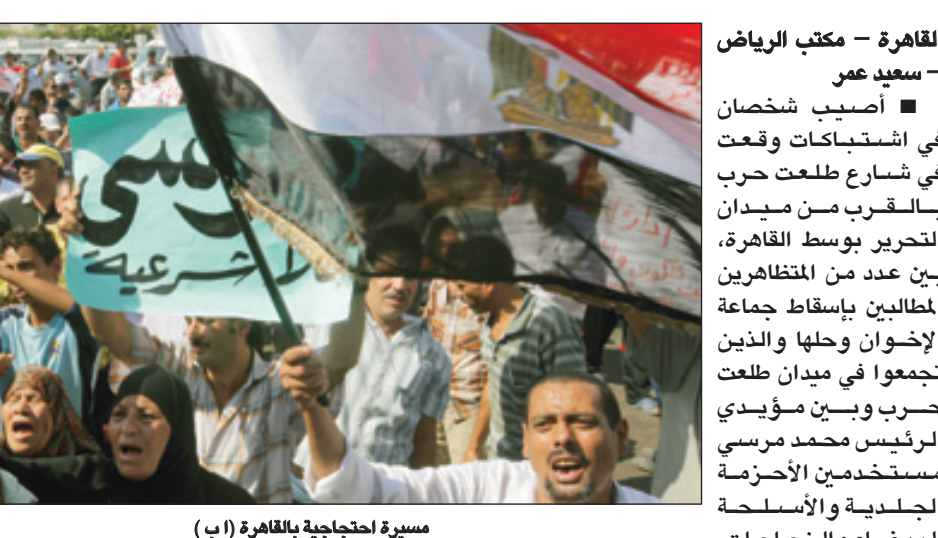 القاهرة – مكتب الرياض
– سعيد عمر
■ أصيب شخصان
في اشتباكات وقعت
في شارع طلعت حرب
بالقرب من ميدان
التحرير بوسط القاهرة،
بين عدد من المتظاهرين
المطالبين بإسقاط جماعة
الإخوان وحلها والذين
تجمعوا في ميدان طلعت
حرب وبين مؤيدي
الرئيس محمد مرسي
مستخدمين الأحزمة
الجلدية والأسلحة
لا شرعية
مسيرة احتجاجية بالقاهرة (ا ب)